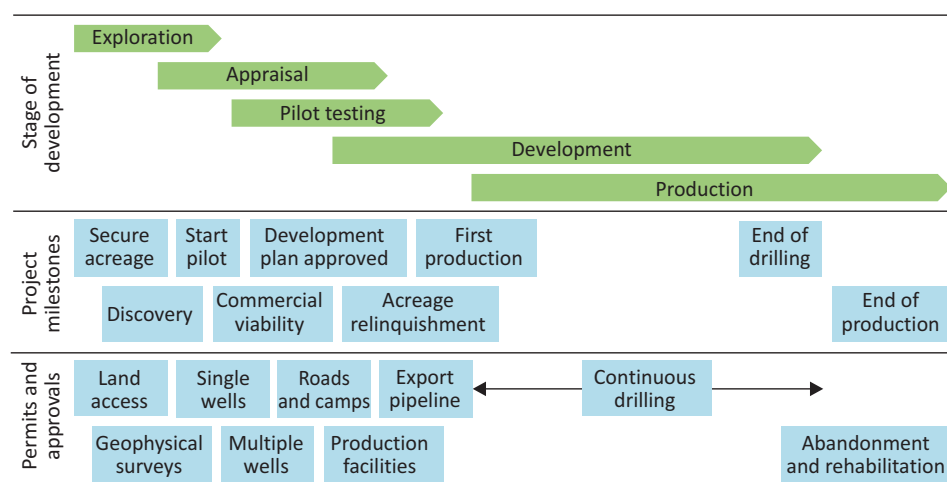 Stage of
development
Exploration
Appraisal
Pilot testing
Development
Production
Project
milestones
Secure
acreage
Start
pilot
Development
plan approved
First
production
End of
drilling
Discovery
Commercial
viability
Acreage
relinquishment
End of
production
Permits and
approvals
Land
access
Single
wells
Roads
and camps
Export
pipeline
Continuous
drilling
Geophysical
surveys
Multiple
wells
Production
facilities
Abandonment
and rehabilitation